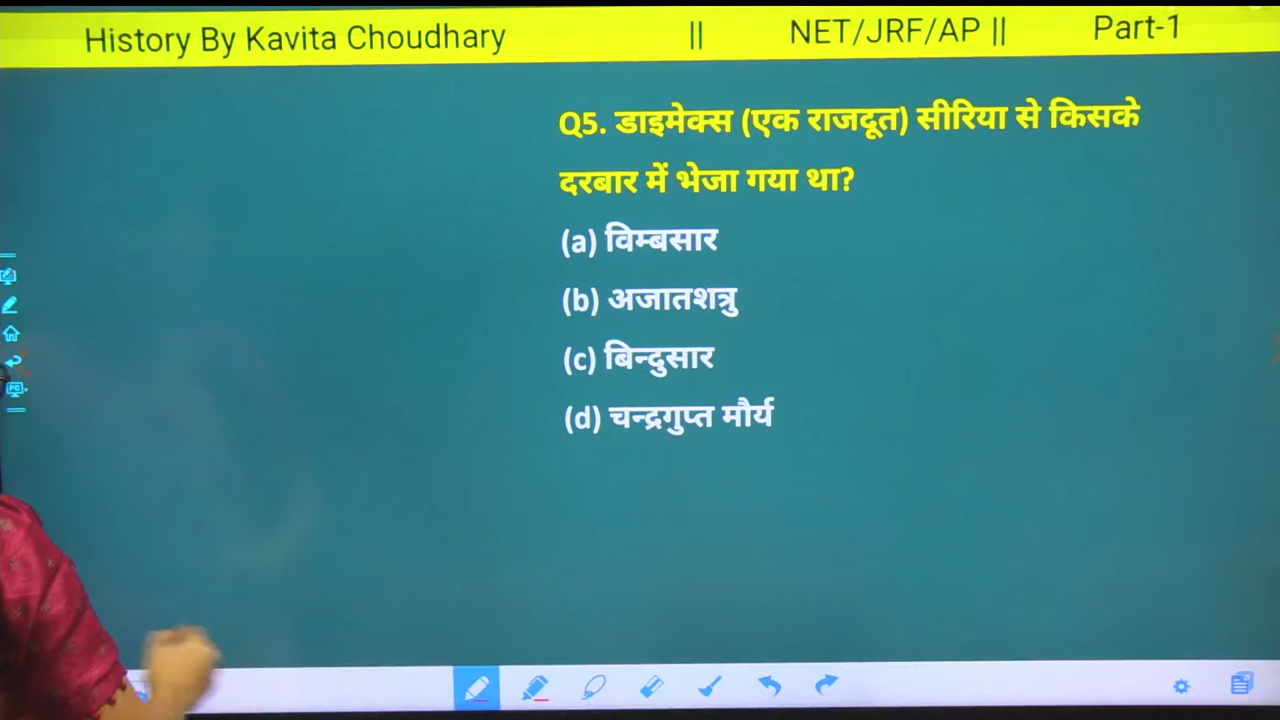 History By Kavita Choudhary || NET/JRF/AP || Part-1
Q5. डाइमेक्स (एक राजदूत) सीरिया से किसके
दरबार में भेजा गया था?
(a) विम्बसार
(b) अजातशत्रु
(c) बिन्दुसार
(d) चन्द्रगुप्त मौर्य